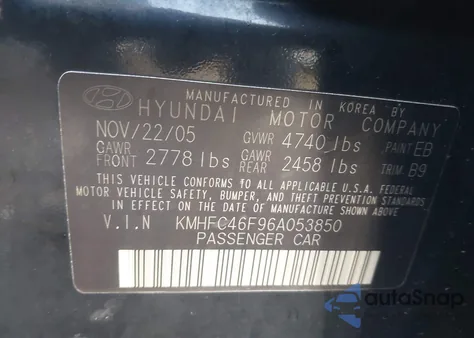 MANUFACTURED IN KOREA BY
HYUNDAI MOTOR COMPANY
NOV/22/05 GVWR 4740 lbs PAINT EB
GAWR FRONT 2778 lbs GAWR REAR 2458 lbs TRIM B9
THIS VEHICLE CONFORMS TO ALL APPLICABLE U.S.A. FEDERAL
MOTOR VEHICLE SAFETY, BUMPER, AND THEFT PREVENTION STANDARDS
IN EFFECT ON THE DATE OF MANUFACTURE SHOWN ABOVE.
V.I.N KMHFC46F96A053850
PASSENGER CAR
autoSnap